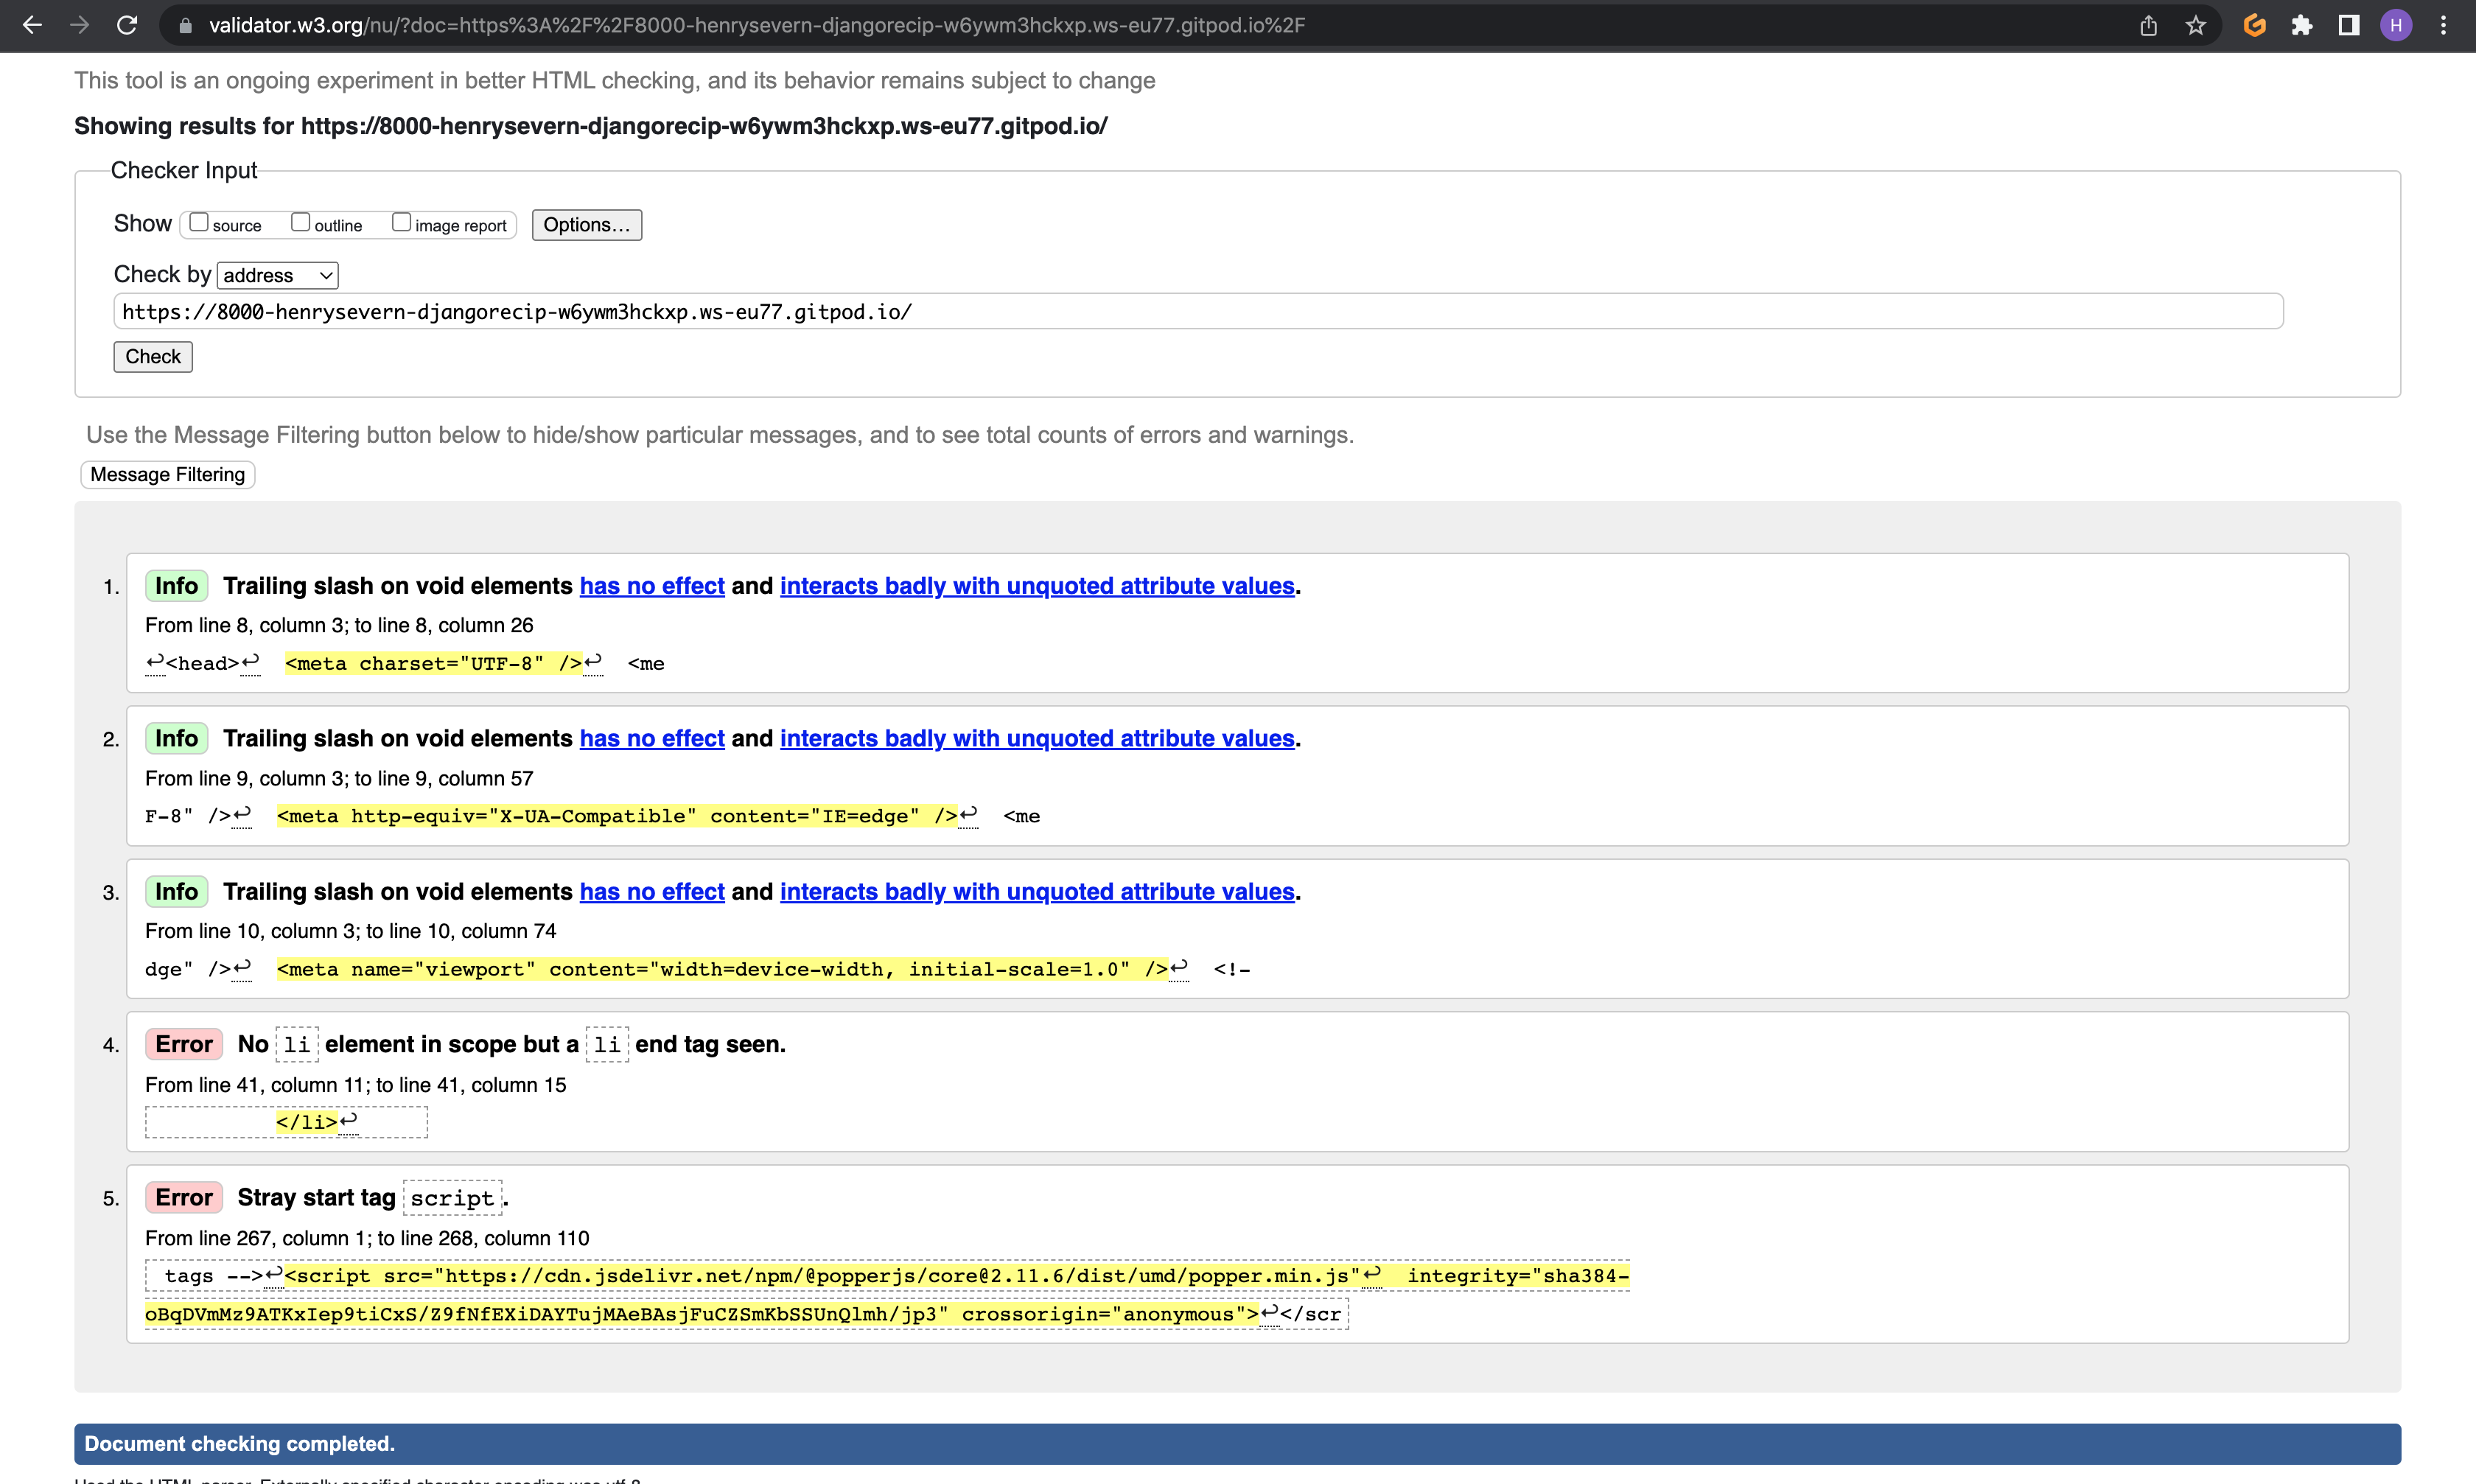 validator.w3.org/nu/?doc=https%3A%2F%2F8000-henrysevern-djangorecip-w6ywm3hckxp.ws-eu77.gitpod.io%2F
H
This tool is an ongoing experiment in better HTML checking, and its behavior remains subject to change
Showing results for https://8000-henrysevern-djangorecip-w6ywm3hckxp.ws-eu77.gitpod.io/
Checker Input
Show source outline image report Options...
Check by address
https://8000-henrysevern-djangorecip-w6ywm3hckxp.ws-eu77.gitpod.io/
Check
Use the Message Filtering button below to hide/show particular messages, and to see total counts of errors and warnings.
Message Filtering
1. Info Trailing slash on void elements has no effect and interacts badly with unquoted attribute values.
From line 8, column 3; to line 8, column 26
↩<head>↩ <meta charset="UTF-8" />↩ <me
2. Info Trailing slash on void elements has no effect and interacts badly with unquoted attribute values.
From line 9, column 3; to line 9, column 57
F-8" />↩ <meta http-equiv="X-UA-Compatible" content="IE=edge" />↩ <me
3. Info Trailing slash on void elements has no effect and interacts badly with unquoted attribute values.
From line 10, column 3; to line 10, column 74
dge" />↩ <meta name="viewport" content="width=device-width, initial-scale=1.0" />↩ <!-
4. Error No li element in scope but a li end tag seen.
From line 41, column 11; to line 41, column 15
</li>↩
5. Error Stray start tag script.
From line 267, column 1; to line 268, column 110
tags -->↩<script src="https://cdn.jsdelivr.net/npm/@popperjs/core@2.11.6/dist/umd/popper.min.js"↩ integrity="sha384-
oBqDVmMz9ATKxIep9tiCxS/Z9fNfEXiDAYTujMAeBAsjFuCZSmKbSSUnQlmh/jp3" crossorigin="anonymous">↩</scr
Document checking completed.